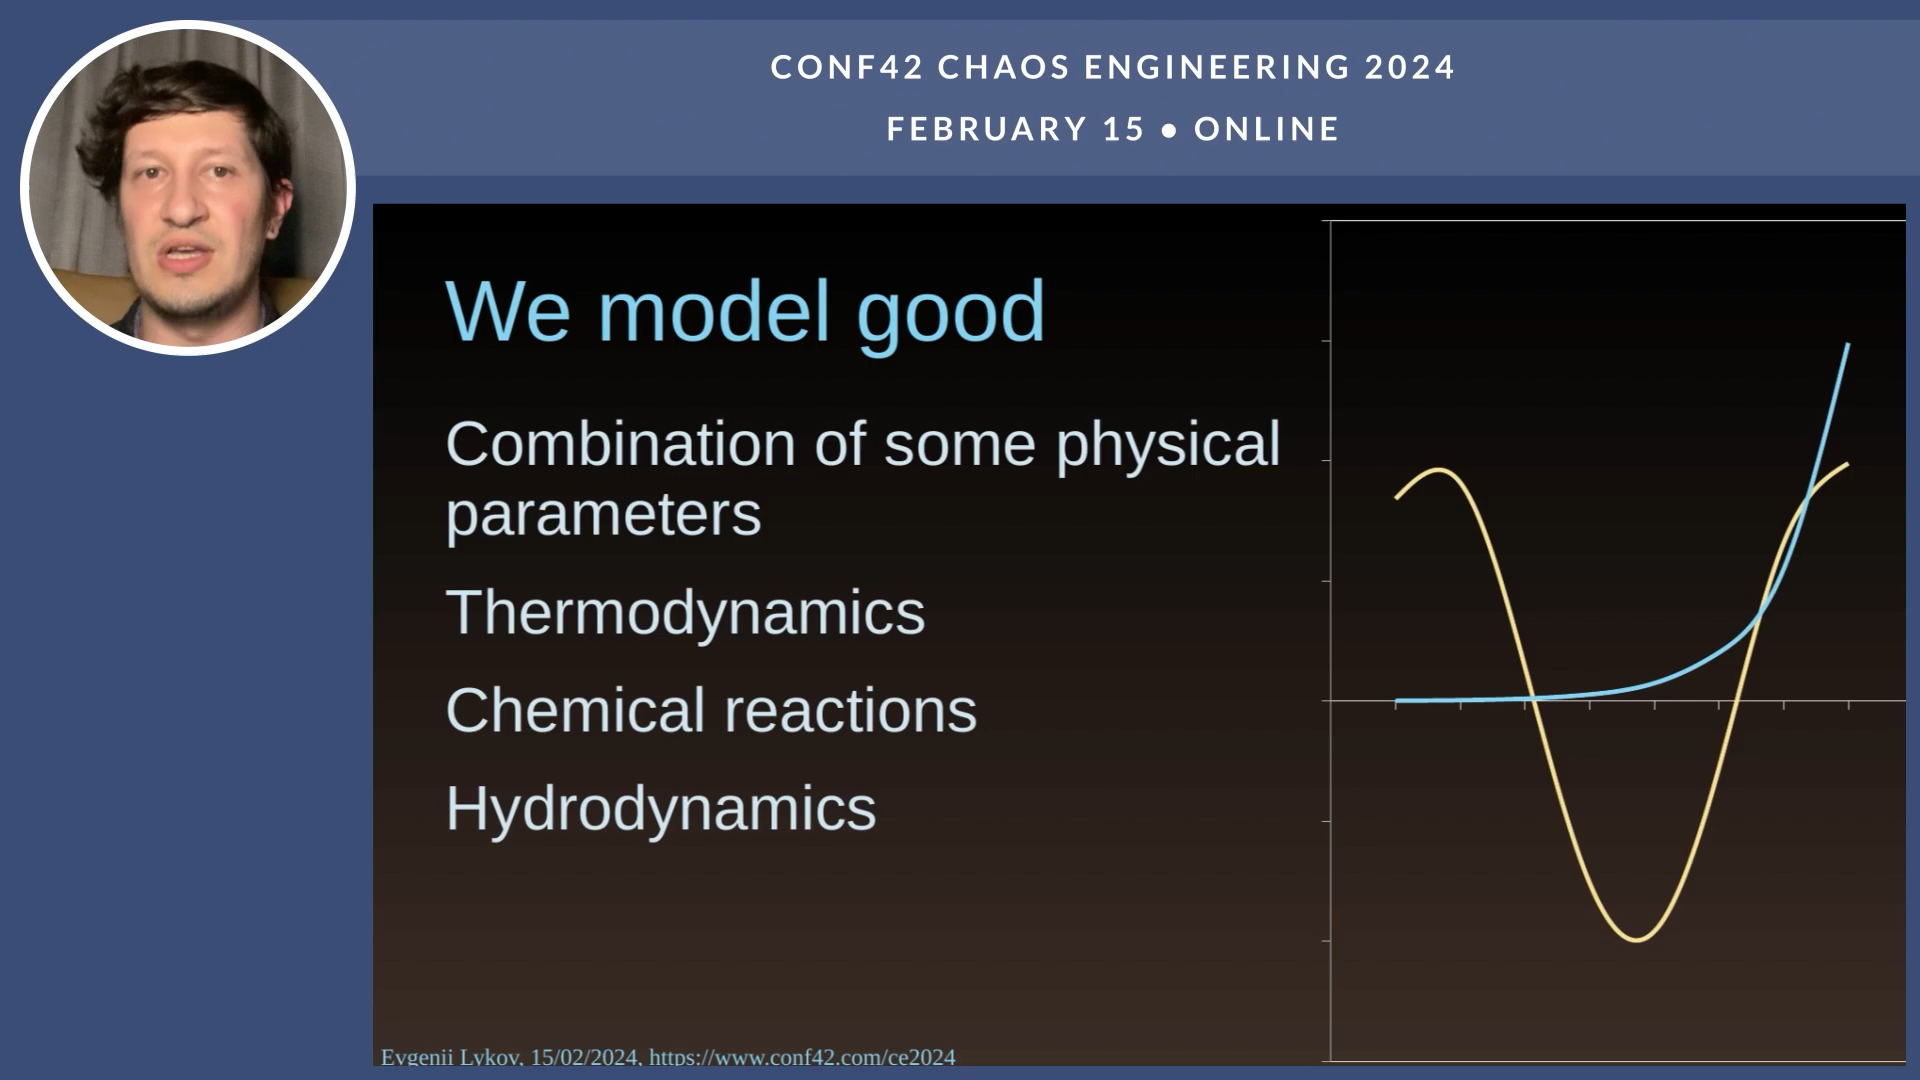 CONF42 CHAOS ENGINEERING 2024
FEBRUARY 15 ● ONLINE
We model good
Combination of some physical
parameters
Thermodynamics
Chemical reactions
Hydrodynamics
Evgenii Lykov, 15/02/2024, https://www.conf42.com/ce2024